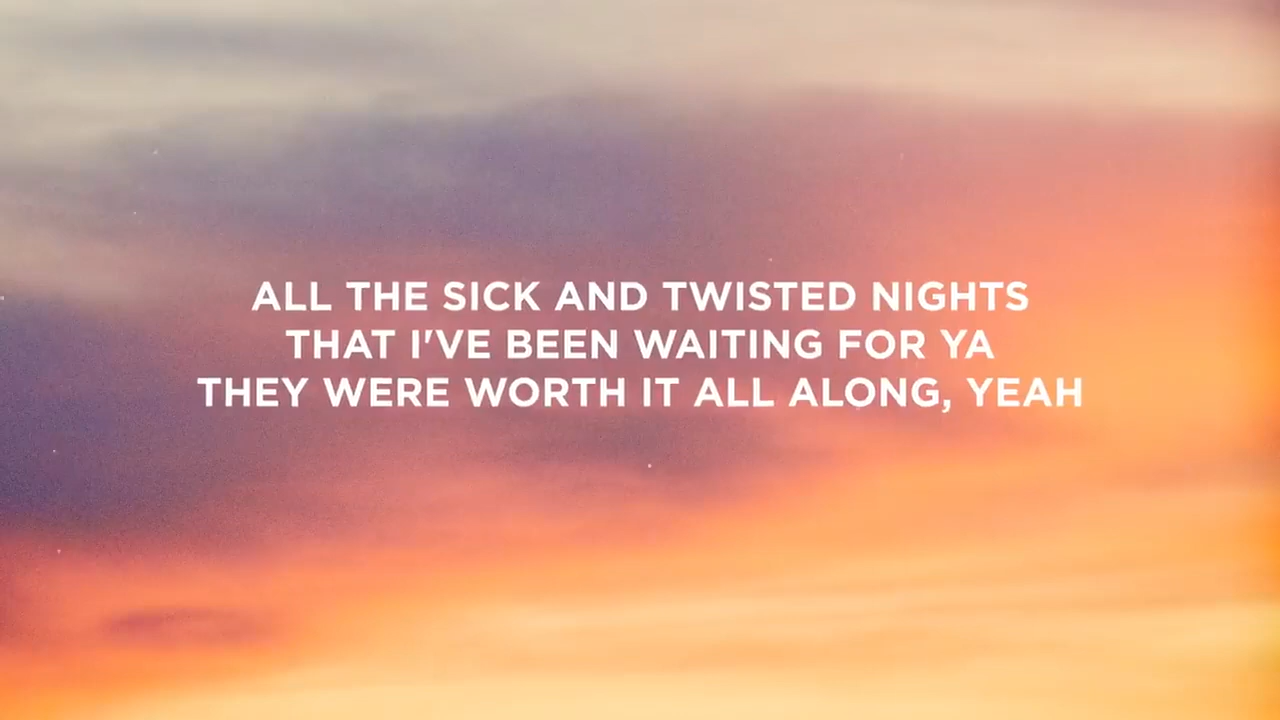 ALL THE SICK AND TWISTED NIGHTS
THAT I'VE BEEN WAITING FOR YA
THEY WERE WORTH IT ALL ALONG, YEAH